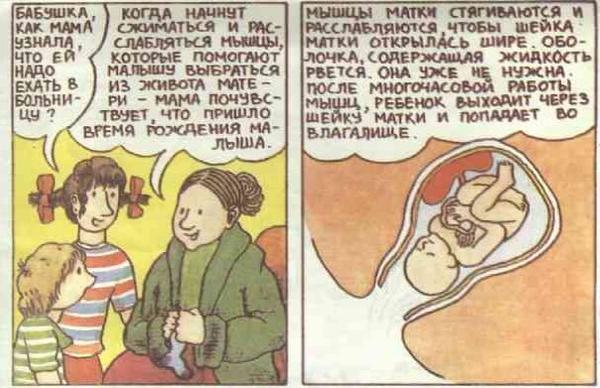 БАБУШКА,
КАК МАМА
УЗНАЛА,
ЧТО ЕЙ
НАДО
ЕХАТЬ В
БОЛЬНИ-
ЦУ?
КОГДА НАЧНУТ
СЖИМАТЬСЯ И РАС-
СЛАБЛЯТЬСЯ МЫШЦЫ,
КОТОРЫЕ ПОМОГАЮТ
МАЛЫШУ ВЫБРАТЬСЯ
ИЗ ЖИВОТА МАТЕ-
РИ - МАМА ПОЧУВС-
ТВУЕТ, ЧТО ПРИШЛО
ВРЕМЯ РОЖДЕНИЯ МА-
ЛЫША.
МЫШЦЫ МАТКИ СТЯГИВАЮТСЯ И
РАССЛАБЛЯЮТСЯ, ЧТОБЫ ШЕЙКА
МАТКИ ОТКРЫЛАСЬ ШИРЕ. ОБО-
ЛОЧКА, СОДЕРЖАЩАЯ ЖИДКОСТЬ
РВЕТСЯ. ОНА УЖЕ НЕ НУЖНА.
ПОСЛЕ МНОГОЧАСОВОЙ РАБОТЫ
МЫШЦ, РЕБЕНОК ВЫХОДИТ ЧЕРЕЗ
ШЕЙКУ МАТКИ И ПОПАДАЕТ ВО
ВЛАГАЛИЩЕ.